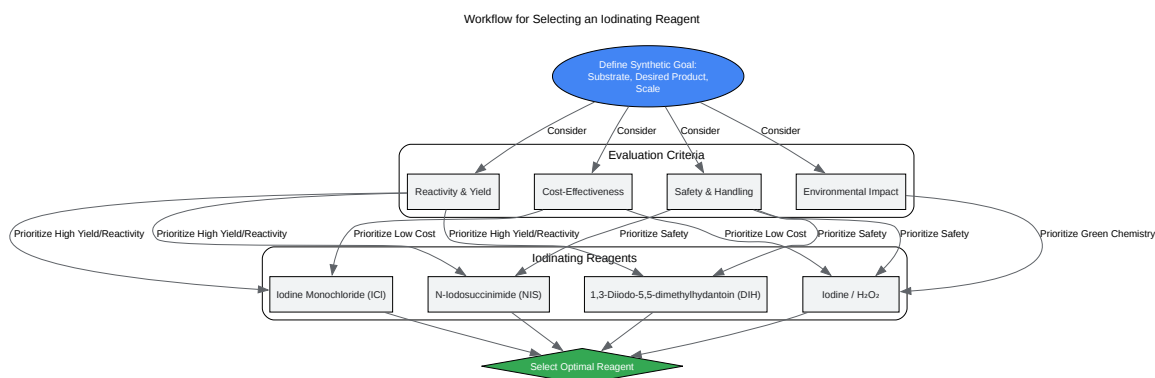 Workflow for Selecting an Iodinating Reagent
Define Synthetic Goal:
Substrate, Desired Product,
Scale
Consider
Consider
Consider
Consider
Evaluation Criteria
Reactivity & Yield
Cost-Effectiveness
Safety & Handling
Environmental Impact
Prioritize High Yield/Reactivity
Prioritize High Yield/Reactivity
Prioritize Low Cost
Prioritize High Yield/Reactivity
Prioritize Safety
Prioritize Low Cost
Prioritize Safety
Prioritize Safety
Prioritize Green Chemistry
Iodinating Reagents
Iodine Monochloride (ICl)
N-Iodosuccinimide (NIS)
1,3-Diiodo-5,5-dimethylhydantoin (DIH)
Iodine / H₂O₂
Select Optimal Reagent